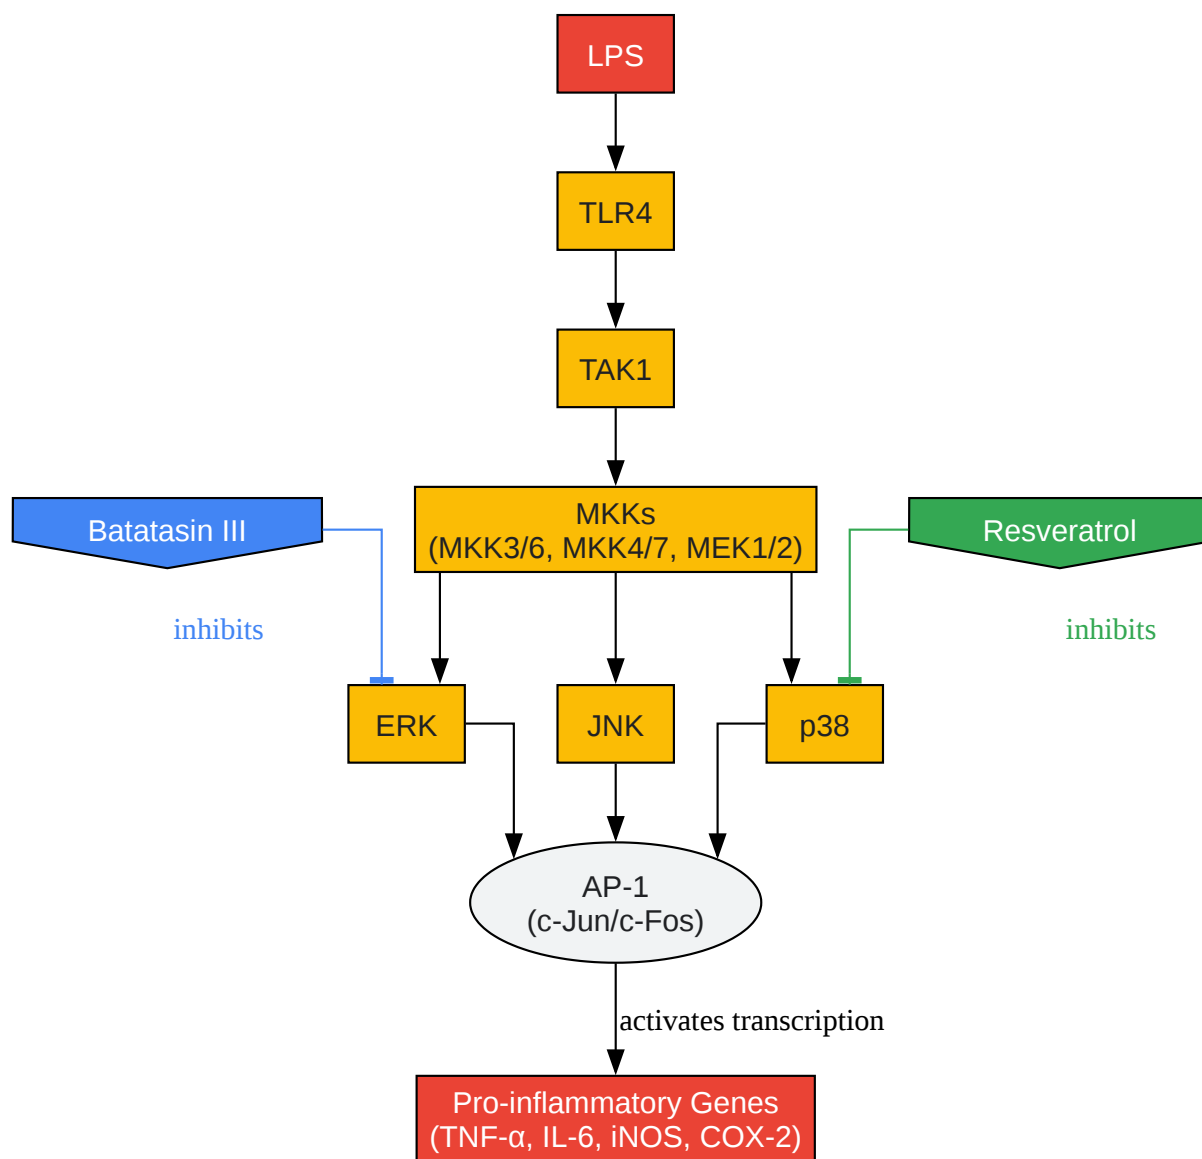 LPS
TLR4
TAK1
MKKs
(MKK3/6, MKK4/7, MEK1/2)
Batatasin III
Resveratrol
inhibits
inhibits
ERK
JNK
p38
AP-1
(c-Jun/c-Fos)
activates transcription
Pro-inflammatory Genes
(TNF-α, IL-6, iNOS, COX-2)